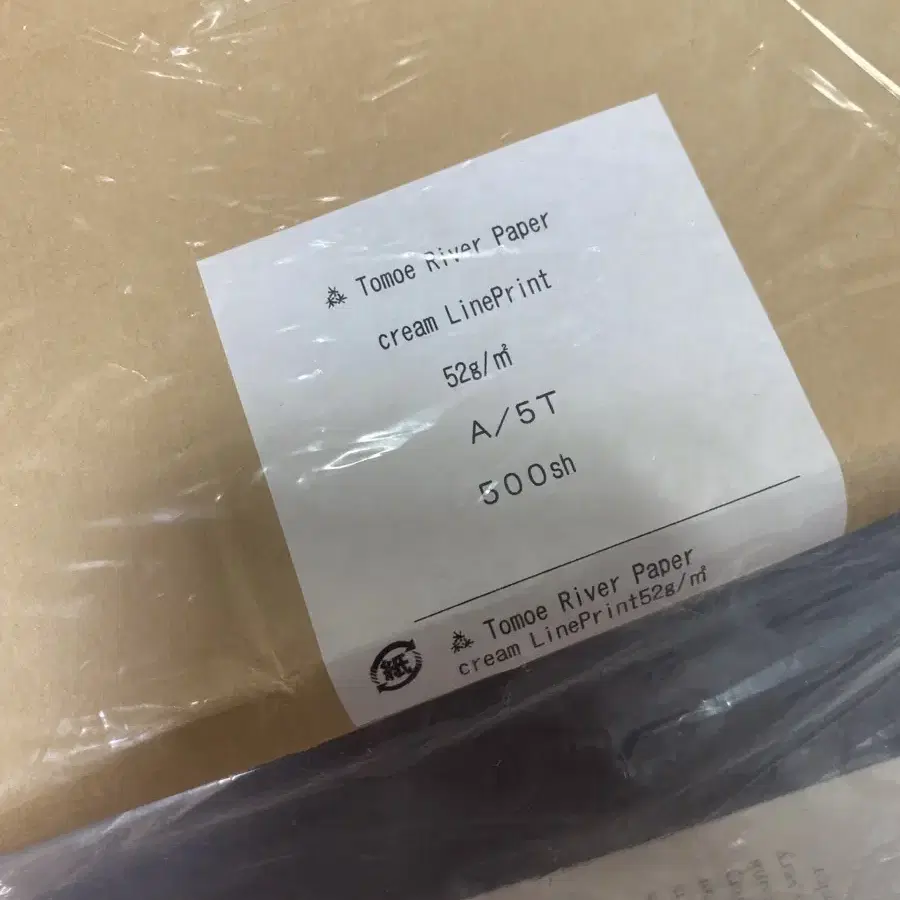 Tomoe River Paper
cream LinePrint
52g/㎡
A/5T
500sh
Tomoe River Paper
紙
cream LinePrint52g/㎡